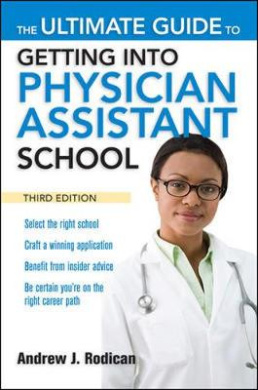 THE ULTIMATE GUIDE TO
GETTING INTO
PHYSICIAN
ASSISTANT
SCHOOL
THIRD EDITION
Select the right school
Craft a winning application
Benefit from insider advice
Be certain you're on the
right career path
Andrew J. Rodican